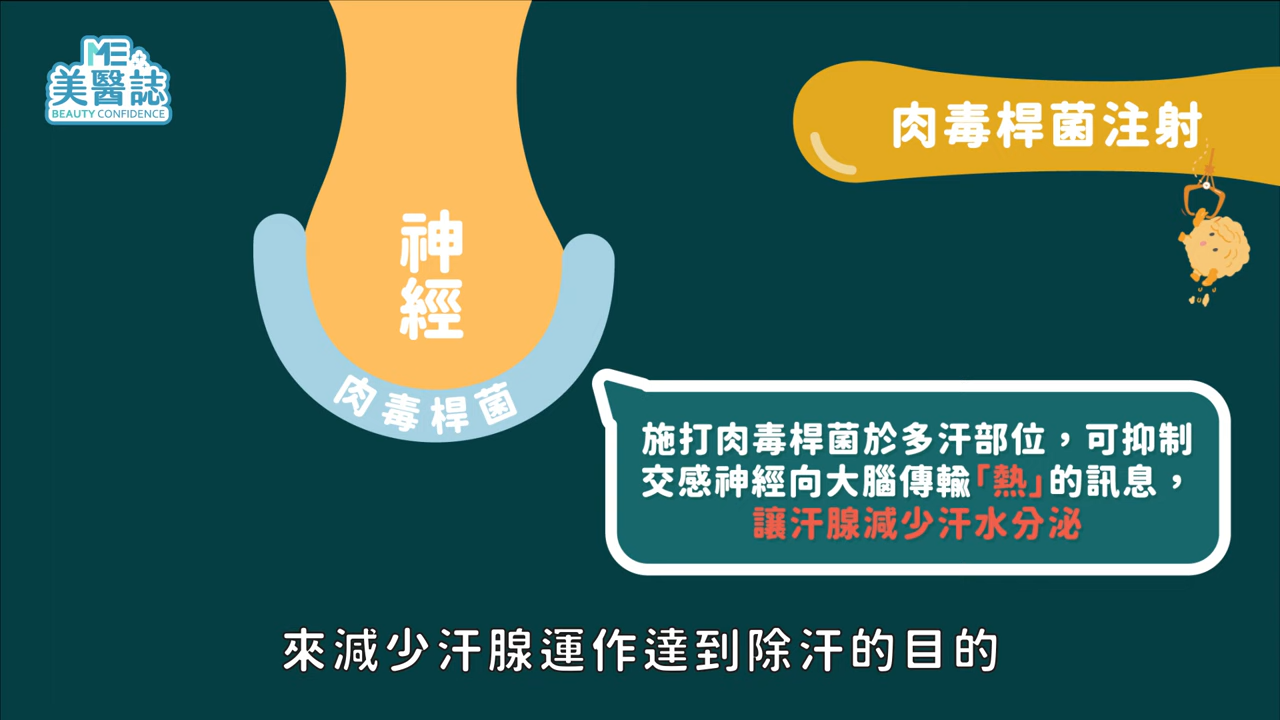 ME
美醫誌
BEAUTY CONFIDENCE
肉毒桿菌注射
神經
肉毒桿菌
施打肉毒桿菌於多汗部位，可抑制
交感神經向大腦傳輸「熱」的訊息，
讓汗腺減少汗水分泌
來減少汗腺運作達到除汗的目的